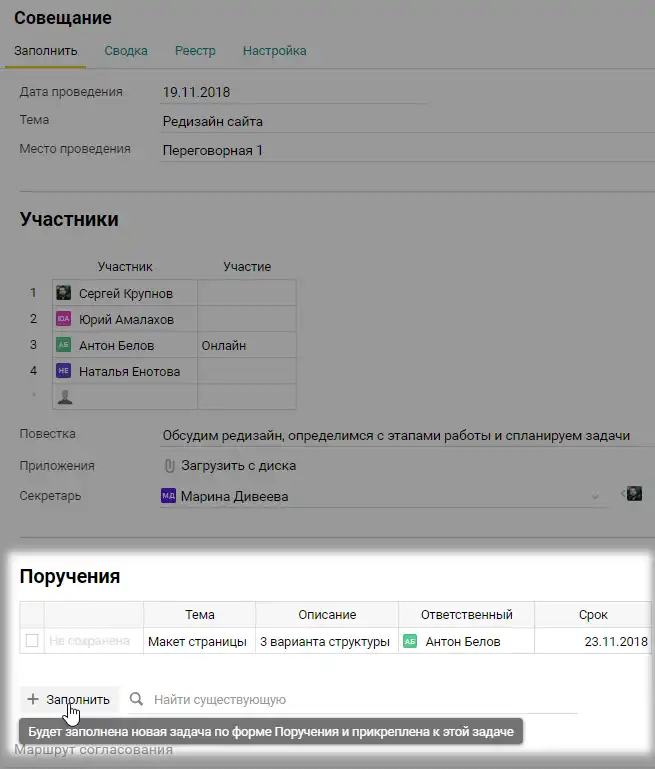 Совещание
Заполнить Сводка Реестр Настройка
Дата проведения 19.11.2018
Тема Редизайн сайта
Место проведения Переговорная 1
Участники
Участник Участие
1 Сергей Крупнов
2 ЮА Юрий Амалахов
3 АБ Антон Белов Онлайн
4 НЕ Наталья Енотова
*
Повестка Обсудим редизайн, определимся с этапами работы и спланируем задачи
Приложения Загрузить с диска
Секретарь МД Марина Дивеева
Поручения
Тема Описание Ответственный Срок
Не сохранена Макет страницы 3 варианта структуры АБ Антон Белов 23.11.2018
+ Заполнить Найти существующую
Будет заполнена новая задача по форме Поручения и прикреплена к этой задаче
Маршрут согласования